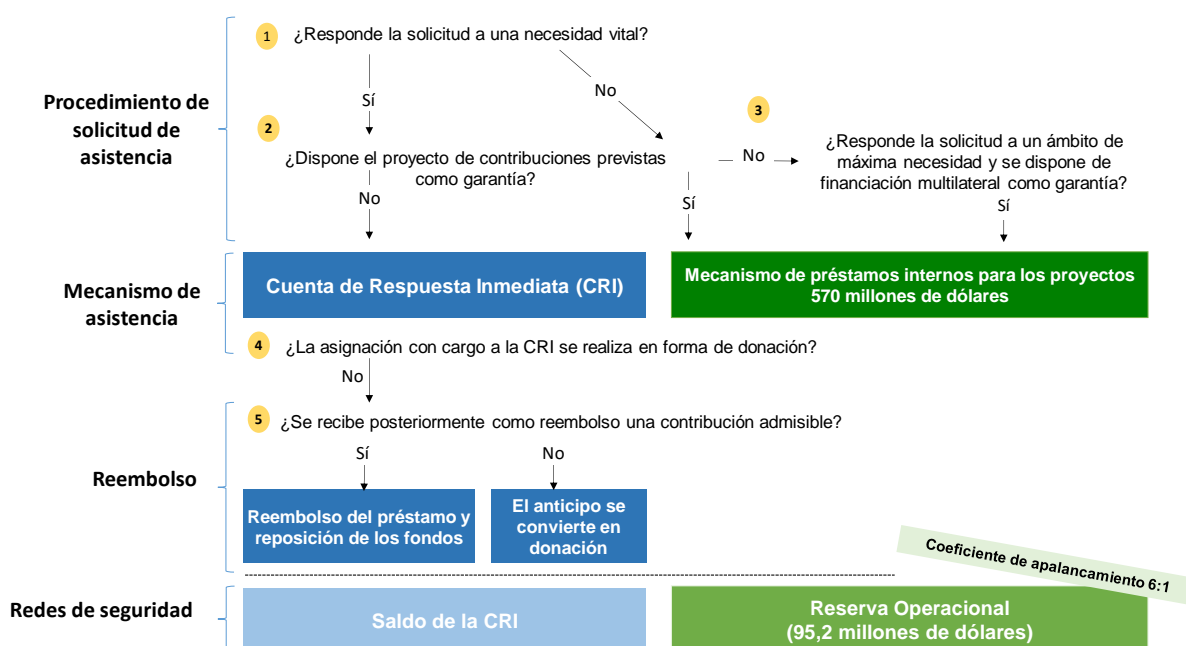 1 ¿Responde la solicitud a una necesidad vital?
Procedimiento de
solicitud de
asistencia
Sí
No
2
3
¿Dispone el proyecto de contribuciones previstas
como garantía?
No
¿Responde la solicitud a un ámbito de
máxima necesidad y se dispone de
financiación multilateral como garantía?
No
Sí
Sí
Mecanismo de
asistencia
Cuenta de Respuesta Inmediata (CRI)
Mecanismo de préstamos internos para los proyectos
570 millones de dólares
4 ¿La asignación con cargo a la CRI se realiza en forma de donación?
No
5 ¿Se recibe posteriormente como reembolso una contribución admisible?
Reembolso
Sí
No
Reembolso del préstamo y
reposición de los fondos
El anticipo se
convierte en
donación
Coeficiente de apalancamiento 6:1
Redes de seguridad
Saldo de la CRI
Reserva Operacional
(95,2 millones de dólares)